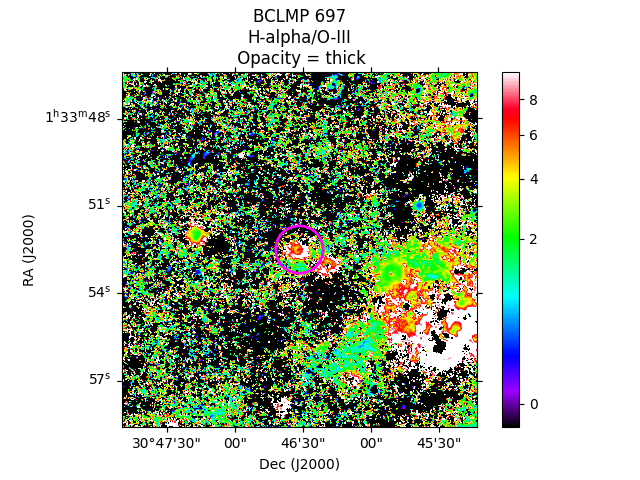 BCLMP 697
H-alpha/O-III
Opacity = thick
1ʰ33ᵐ48ˢ
51ˢ
54ˢ
57ˢ
RA (J2000)
30°47'30"
00"
46'30"
00"
45'30"
Dec (J2000)
8
6
4
2
0